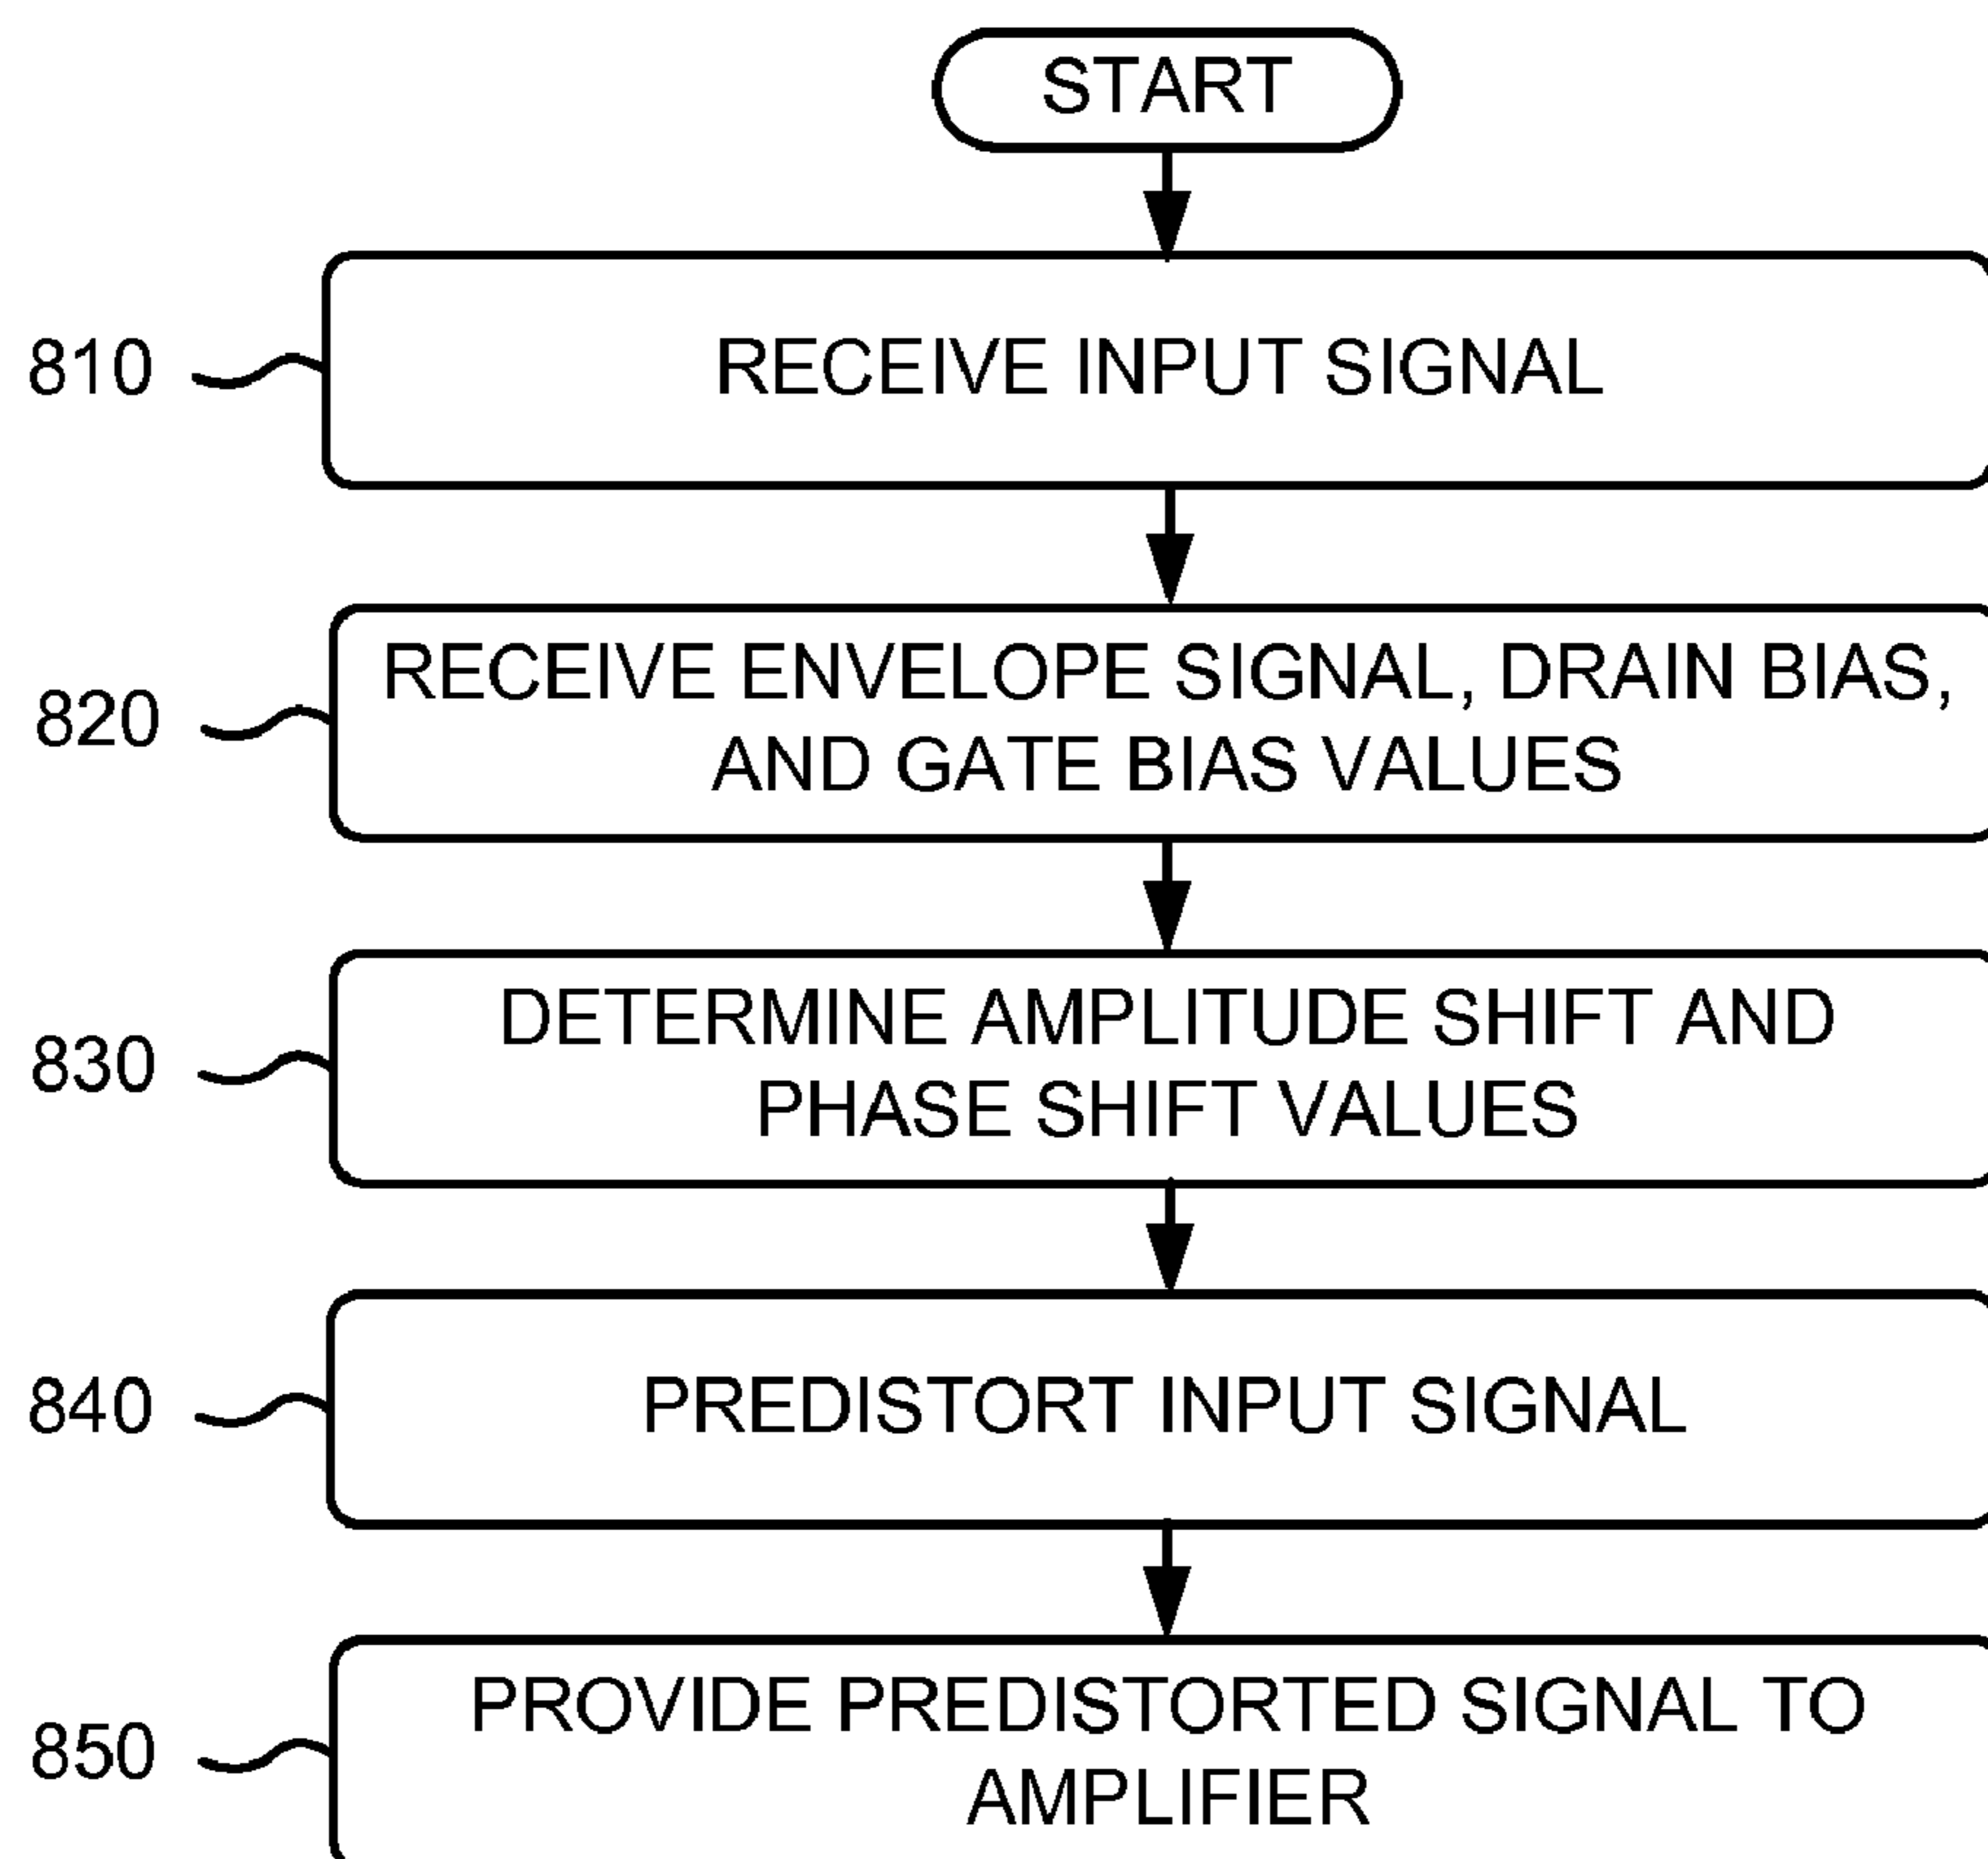 START
810
RECEIVE INPUT SIGNAL
820
RECEIVE ENVELOPE SIGNAL, DRAIN BIAS,
AND GATE BIAS VALUES
830
DETERMINE AMPLITUDE SHIFT AND
PHASE SHIFT VALUES
840
PREDISTORT INPUT SIGNAL
850
PROVIDE PREDISTORTED SIGNAL TO
AMPLIFIER